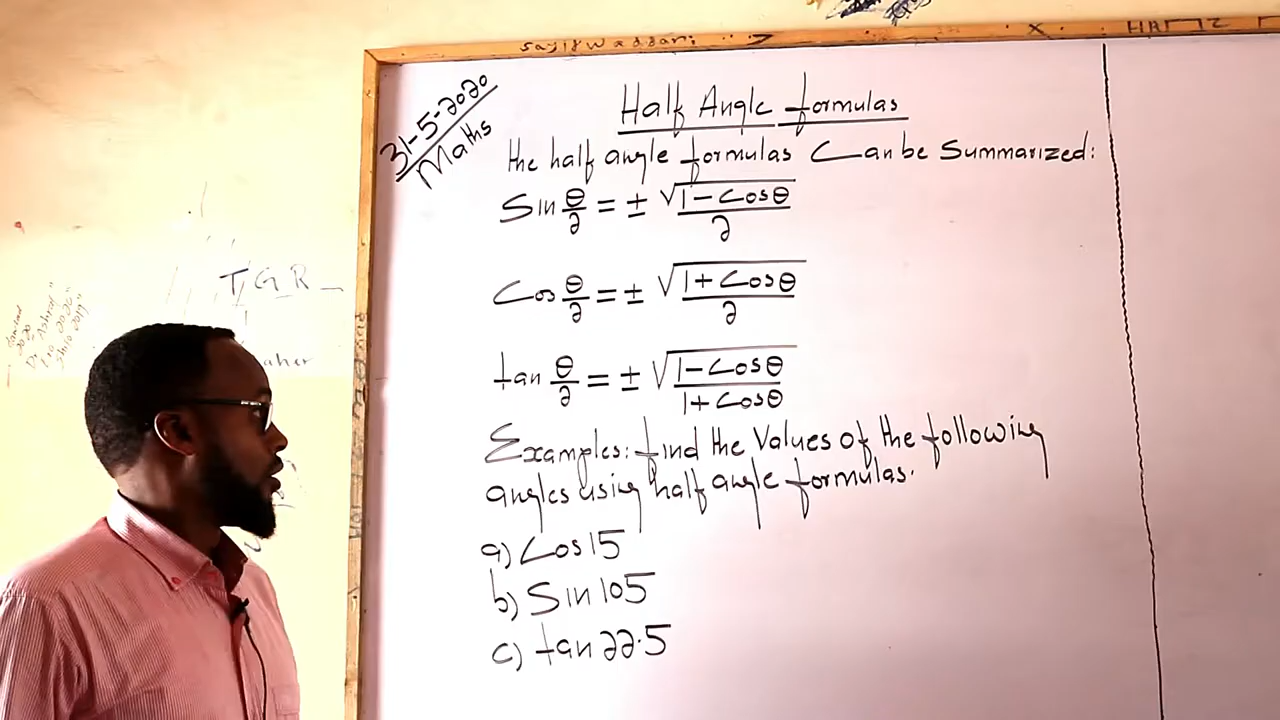 31-5-2020
Maths
Half Angle formulas
the half angle formulas Can be Summarized:
Sin θ/2 = ± √(1-Cosθ)/2
Cos θ/2 = ± √(1+Cosθ)/2
tan θ/2 = ± √(1-Cosθ)/(1+Cosθ)
Examples: find the Values of the following
angles using half angle formulas.
a) Cos 15
b) Sin 105
c) tan 22.5
TGR